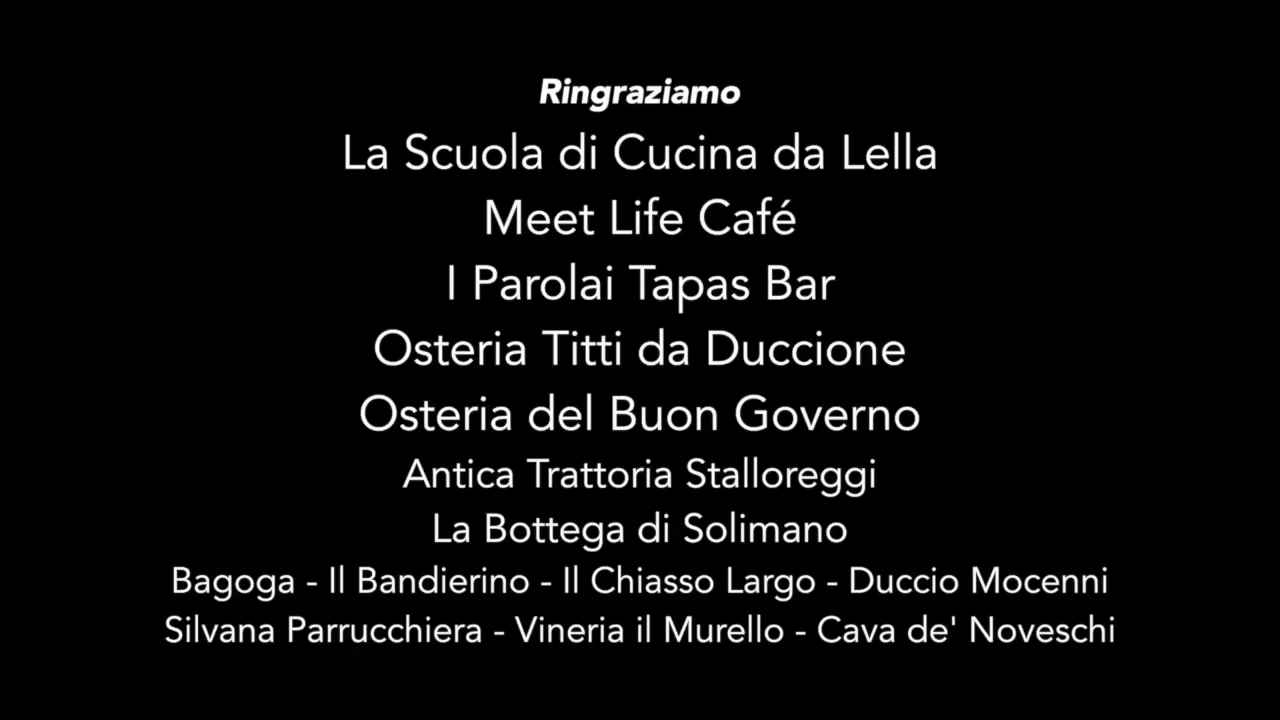 Ringraziamo
La Scuola di Cucina da Lella
Meet Life Café
I Parolai Tapas Bar
Osteria Titti da Duccione
Osteria del Buon Governo
Antica Trattoria Stalloreggi
La Bottega di Solimano
Bagoga - Il Bandierino - Il Chiasso Largo - Duccio Mocenni
Silvana Parrucchiera - Vineria il Murello - Cava de' Noveschi